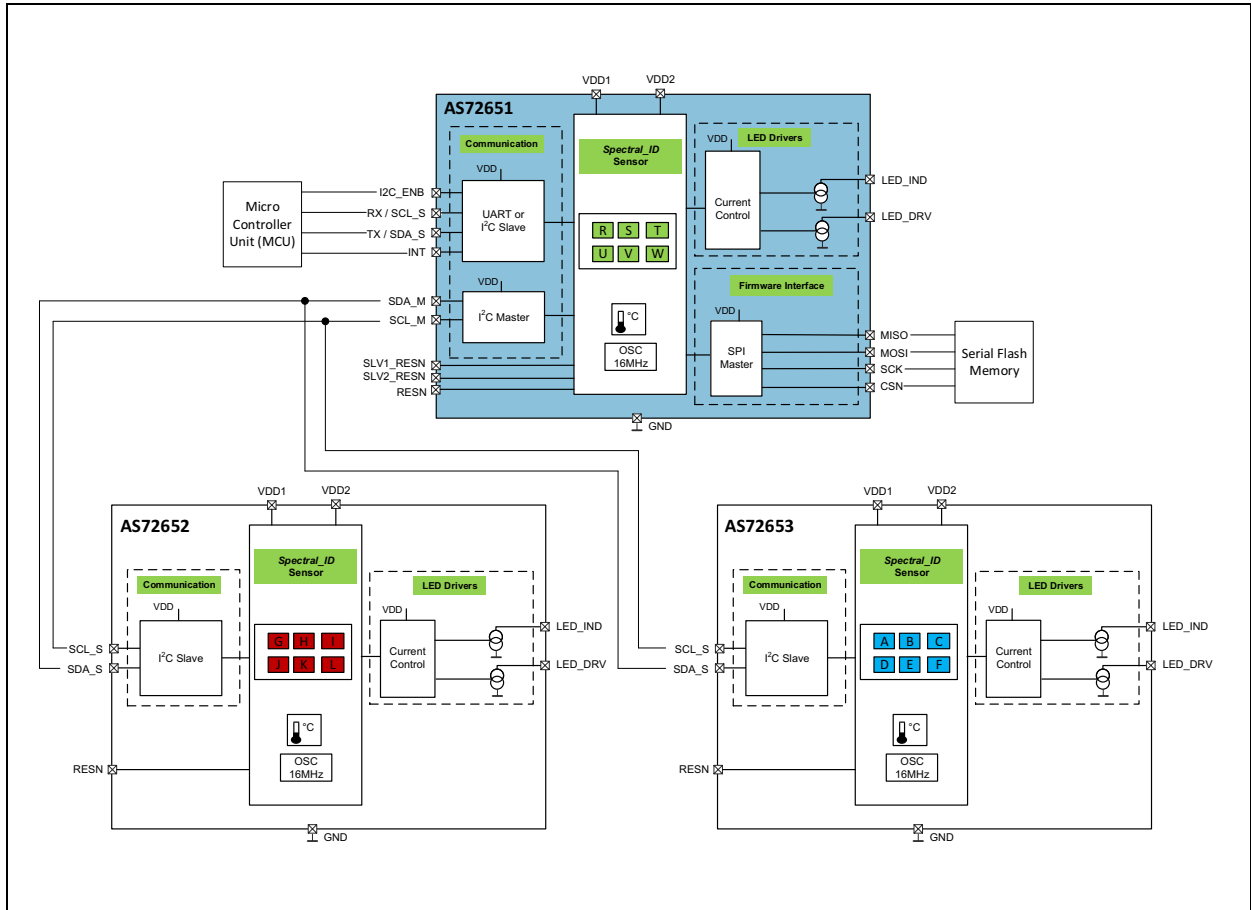 VDD1
VDD2
AS72651
Communication
VDD
UART or
I²C Slave
VDD
I²C Master
Spectral_ID
Sensor
R S T
U V W
°C
OSC
16MHz
LED Drivers
VDD
Current
Control
Firmware Interface
VDD
SPI
Master
Micro
Controller
Unit (MCU)
I2C_ENB
RX / SCL_S
TX / SDA_S
INT
SDA_M
SCL_M
SLV1_RESN
SLV2_RESN
RESN
LED_IND
LED_DRV
MISO
MOSI
SCK
CSN
Serial Flash
Memory
GND
VDD1
VDD2
AS72652
Communication
VDD
I²C Slave
Spectral_ID
Sensor
G H I
J K L
°C
OSC
16MHz
LED Drivers
VDD
Current
Control
SCL_S
SDA_S
RESN
LED_IND
LED_DRV
GND
VDD1
VDD2
AS72653
Communication
VDD
I²C Slave
Spectral_ID
Sensor
A B C
D E F
°C
OSC
16MHz
LED Drivers
VDD
Current
Control
SCL_S
SDA_S
RESN
LED_IND
LED_DRV
GND